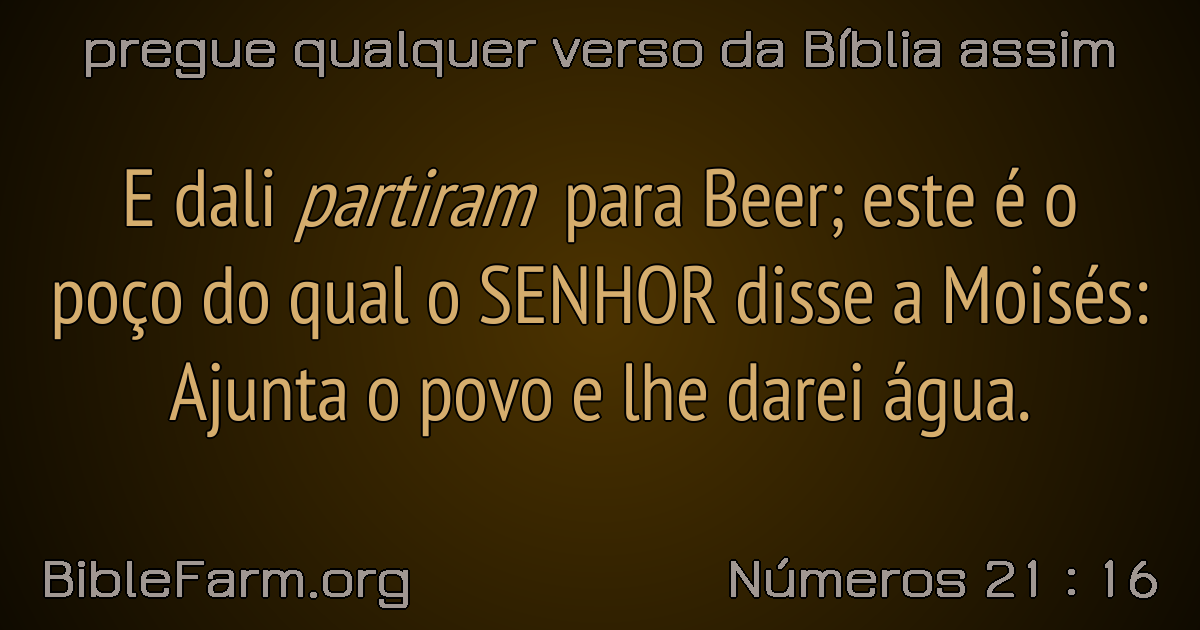 pregue qualquer verso da Bíblia assim
E dali partiram para Beer; este é o
poço do qual o SENHOR disse a Moisés:
Ajunta o povo e lhe darei água.
BibleFarm.org
Números 21 : 16